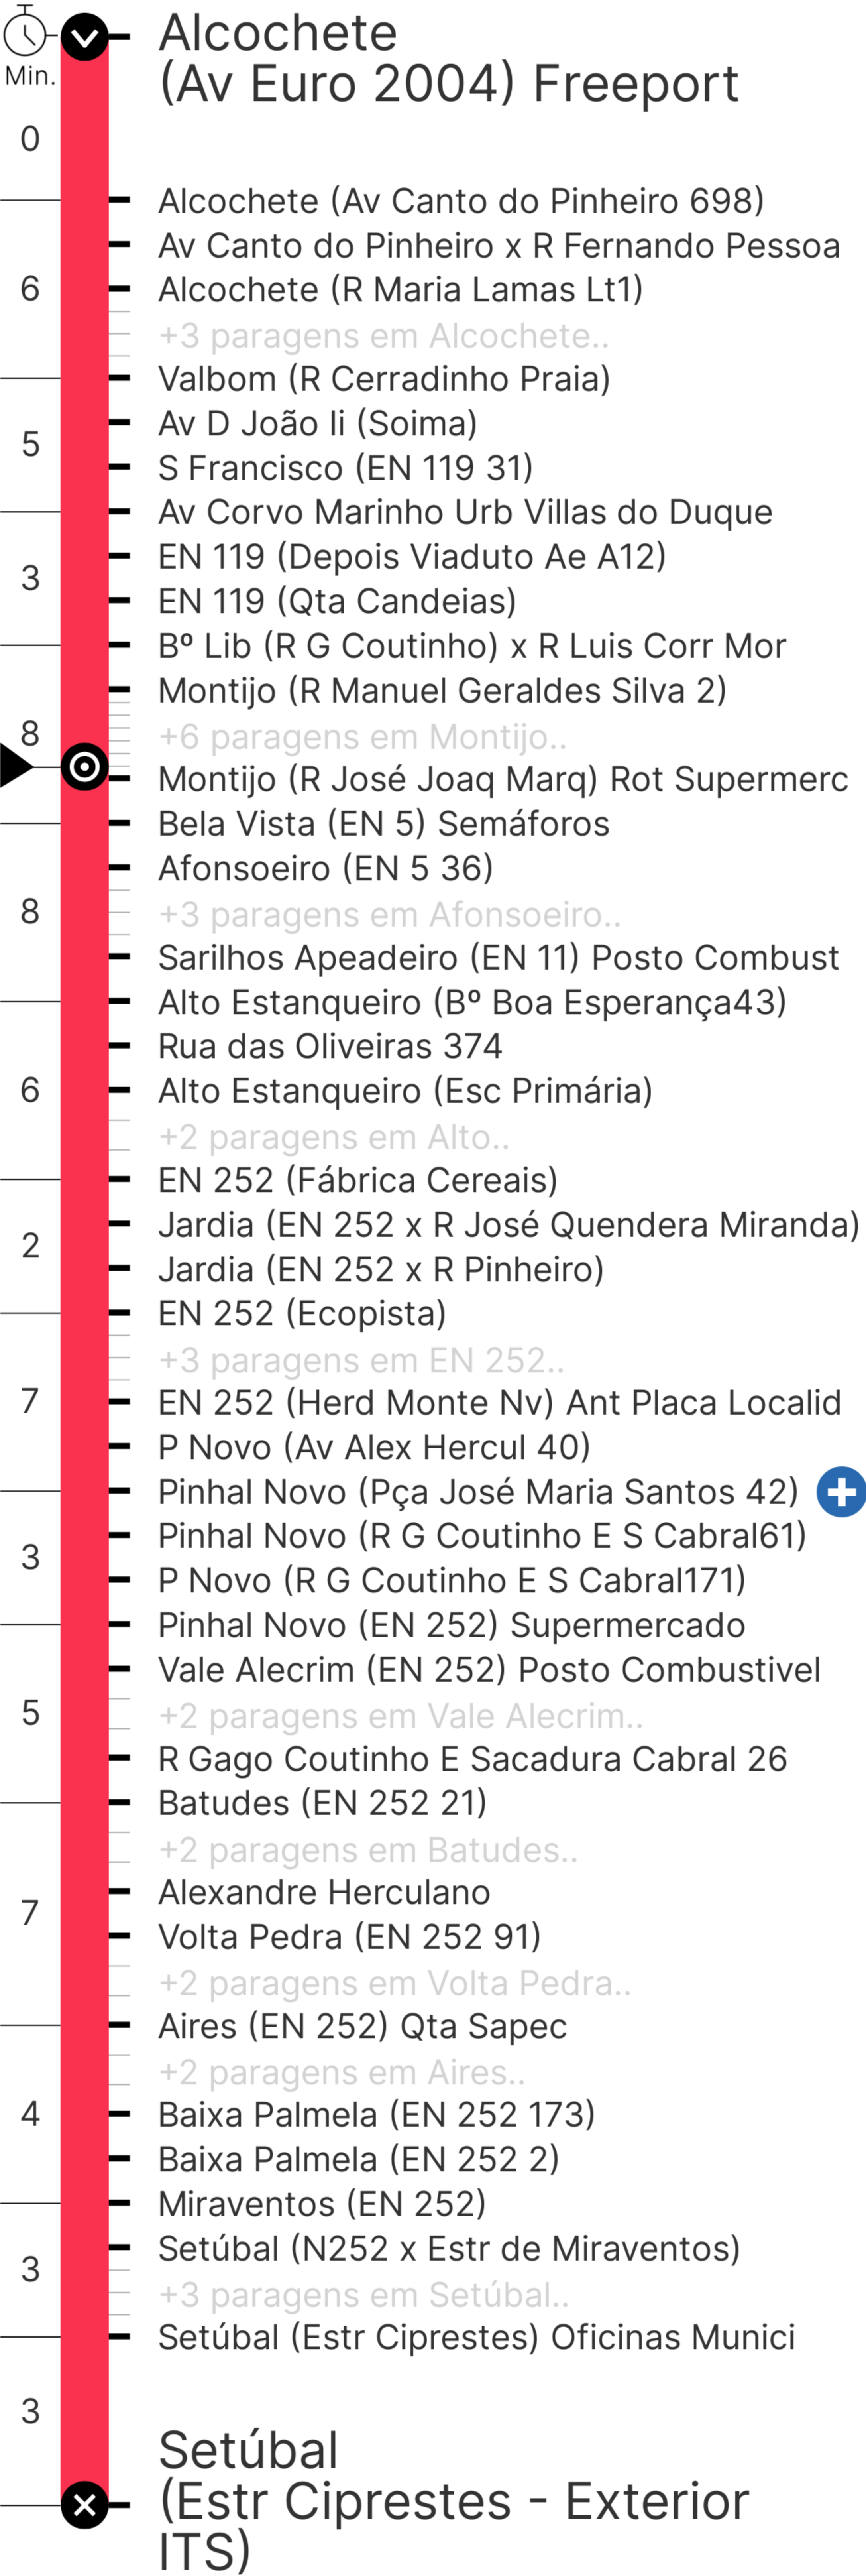 Min.
Alcochete
(Av Euro 2004) Freeport
0
Alcochete (Av Canto do Pinheiro 698)
Av Canto do Pinheiro x R Fernando Pessoa
6
Alcochete (R Maria Lamas Lt1)
+3 paragens em Alcochete..
Valbom (R Cerradinho Praia)
Av D João Ii (Soima)
5
S Francisco (EN 119 31)
Av Corvo Marinho Urb Villas do Duque
EN 119 (Depois Viaduto Ae A12)
3
EN 119 (Qta Candeias)
Bº Lib (R G Coutinho) x R Luis Corr Mor
Montijo (R Manuel Geraldes Silva 2)
8
+6 paragens em Montijo..
Montijo (R José Joaq Marq) Rot Supermerc
Bela Vista (EN 5) Semáforos
Afonsoeiro (EN 5 36)
8
+3 paragens em Afonsoeiro..
Sarilhos Apeadeiro (EN 11) Posto Combust
Alto Estanqueiro (Bº Boa Esperança43)
Rua das Oliveiras 374
6
Alto Estanqueiro (Esc Primária)
+2 paragens em Alto..
EN 252 (Fábrica Cereais)
Jardia (EN 252 x R José Quendera Miranda)
2
Jardia (EN 252 x R Pinheiro)
EN 252 (Ecopista)
+3 paragens em EN 252..
7
EN 252 (Herd Monte Nv) Ant Placa Localid
P Novo (Av Alex Hercul 40)
Pinhal Novo (Pça José Maria Santos 42)
Pinhal Novo (R G Coutinho E S Cabral61)
3
P Novo (R G Coutinho E S Cabral171)
Pinhal Novo (EN 252) Supermercado
Vale Alecrim (EN 252) Posto Combustivel
5
+2 paragens em Vale Alecrim..
R Gago Coutinho E Sacadura Cabral 26
Batudes (EN 252 21)
+2 paragens em Batudes..
Alexandre Herculano
7
Volta Pedra (EN 252 91)
+2 paragens em Volta Pedra..
Aires (EN 252) Qta Sapec
+2 paragens em Aires..
4
Baixa Palmela (EN 252 173)
Baixa Palmela (EN 252 2)
Miraventos (EN 252)
Setúbal (N252 x Estr de Miraventos)
3
+3 paragens em Setúbal..
Setúbal (Estr Ciprestes) Oficinas Munici
3
Setúbal
(Estr Ciprestes - Exterior
ITS)